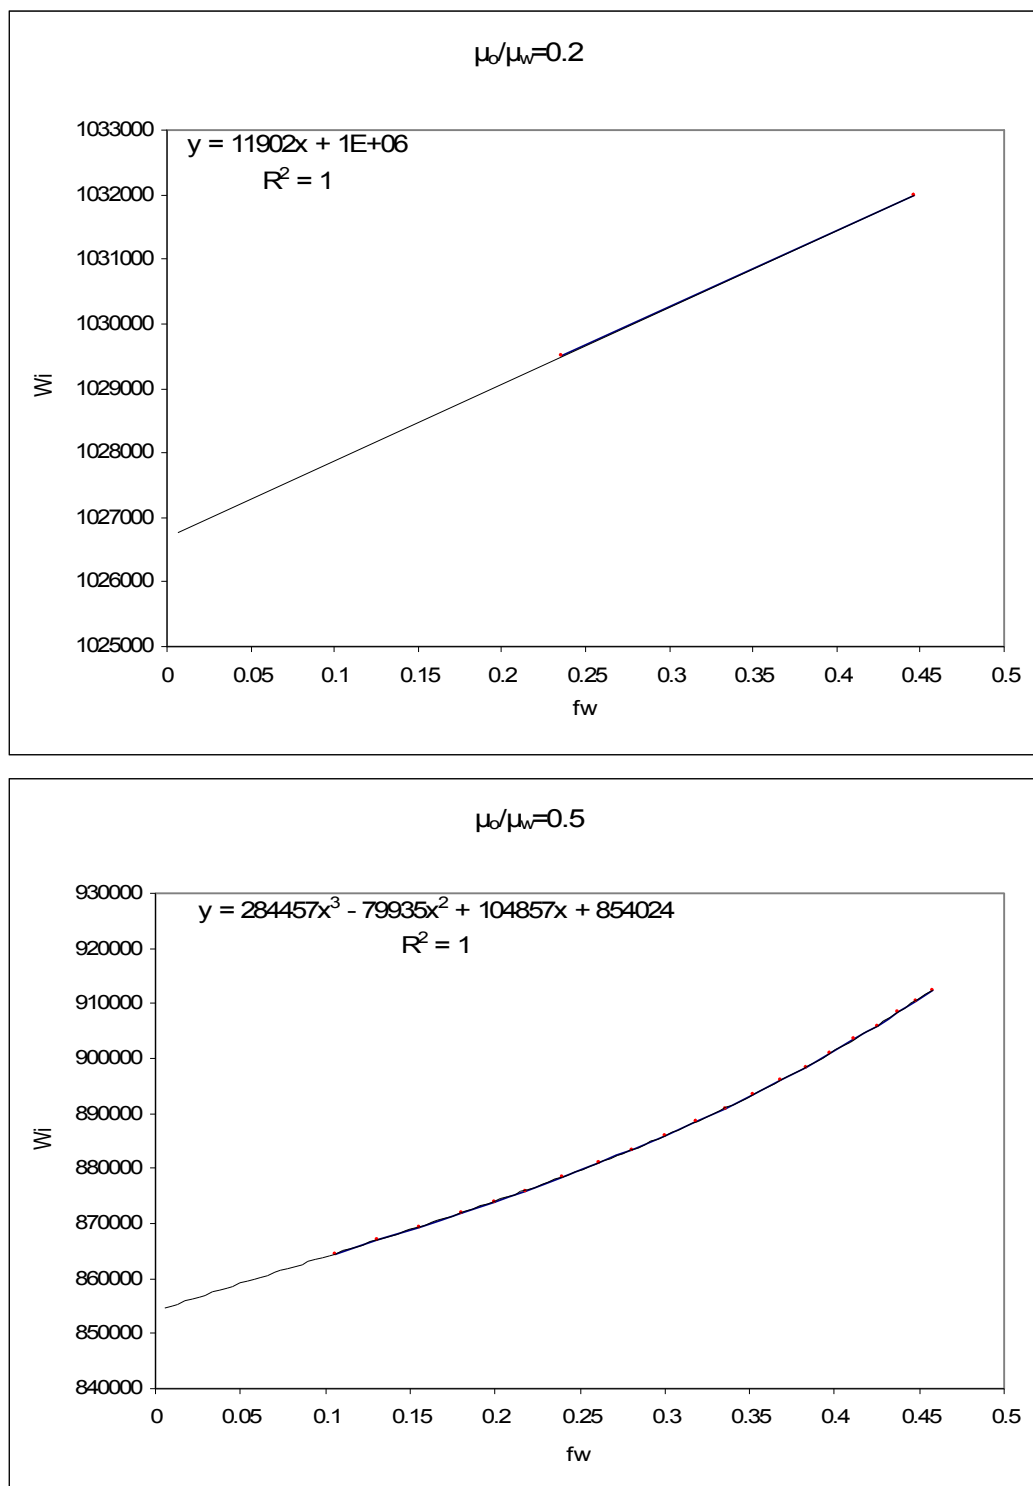 μₒ/μw=0.2
y = 11902x + 1E+06
R² = 1
1033000
1032000
1031000
1030000
1029000
1028000
1027000
1026000
1025000
Wi
0 0.05 0.1 0.15 0.2 0.25 0.3 0.35 0.4 0.45 0.5
fw
μₒ/μw=0.5
y = 284457x³ - 79935x² + 104857x + 854024
R² = 1
930000
920000
910000
900000
890000
880000
870000
860000
850000
840000
Wi
0 0.05 0.1 0.15 0.2 0.25 0.3 0.35 0.4 0.45 0.5
fw